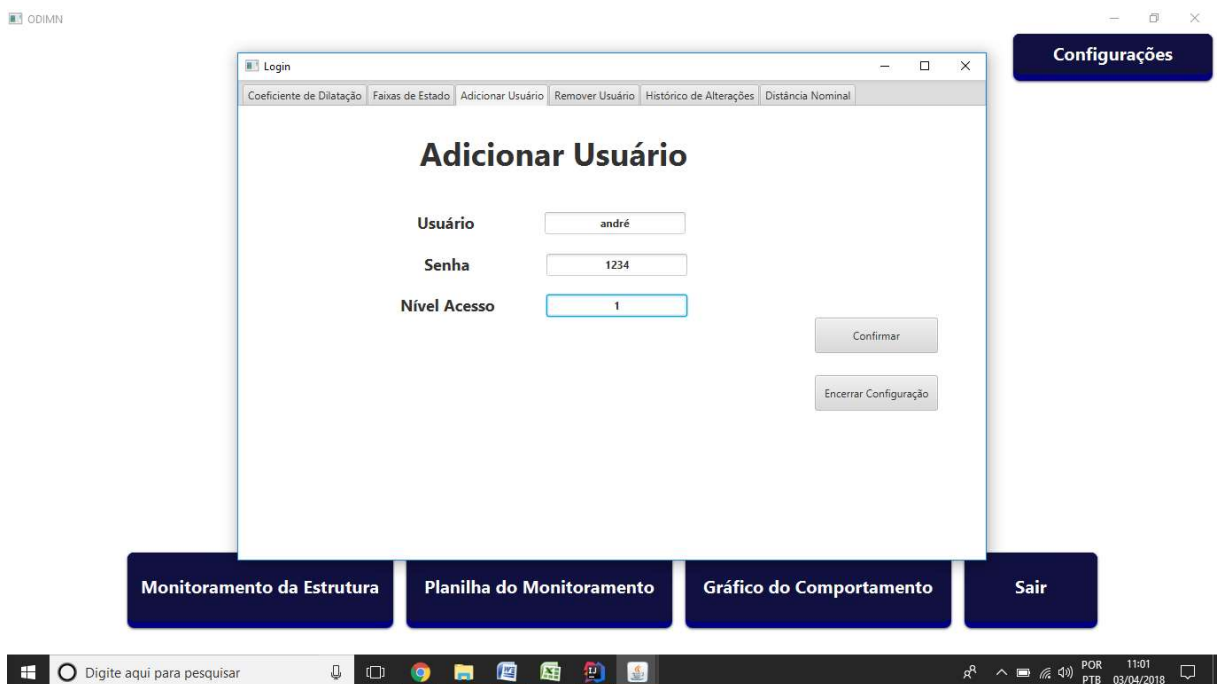 ODIMN
Configurações
Login
Coeficiente de Dilatação Faixas de Estado Adicionar Usuário Remover Usuário Histórico de Alterações Distância Nominal
Adicionar Usuário
Usuário andré
Senha 1234
Nível Acesso 1
Confirmar
Encerrar Configuração
Monitoramento da Estrutura Planilha do Monitoramento Gráfico do Comportamento Sair
Digite aqui para pesquisar
POR 11:01
PTB 03/04/2018